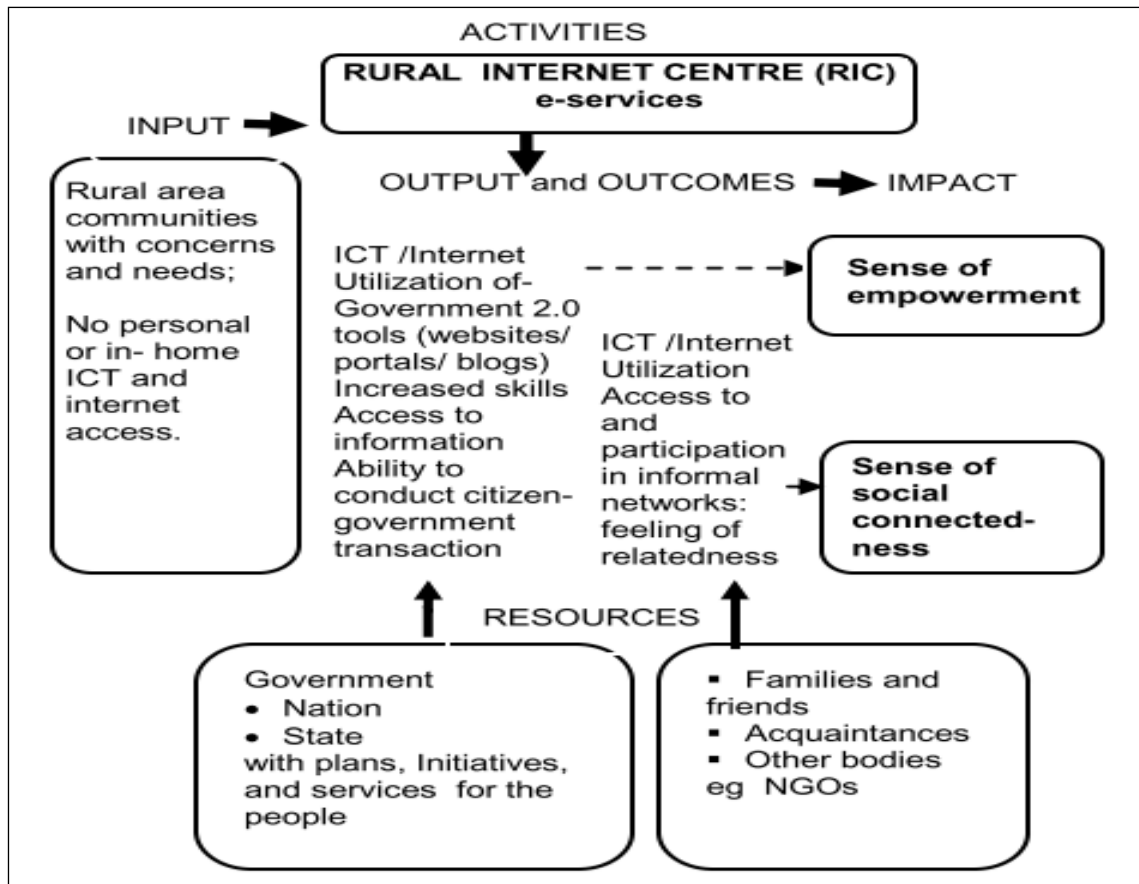 ACTIVITIES
RURAL INTERNET CENTRE (RIC)
e-services
INPUT
Rural area
communities
with concerns
and needs;
No personal
or in- home
ICT and
internet
access.
OUTPUT and OUTCOMES
IMPACT
ICT /Internet
Utilization of-
Government 2.0
tools (websites/
portals/ blogs)
Increased skills
Access to
information
Ability to
conduct citizen-
government
transaction
ICT /Internet
Utilization
Access to
and
participation
in informal
networks:
feeling of
relatedness
Sense of
empowerment
Sense of
social
connected-
ness
RESOURCES
Government
• Nation
• State
with plans, Initiatives,
and services for the
people
▪ Families and
friends
▪ Acquaintances
▪ Other bodies
eg NGOs